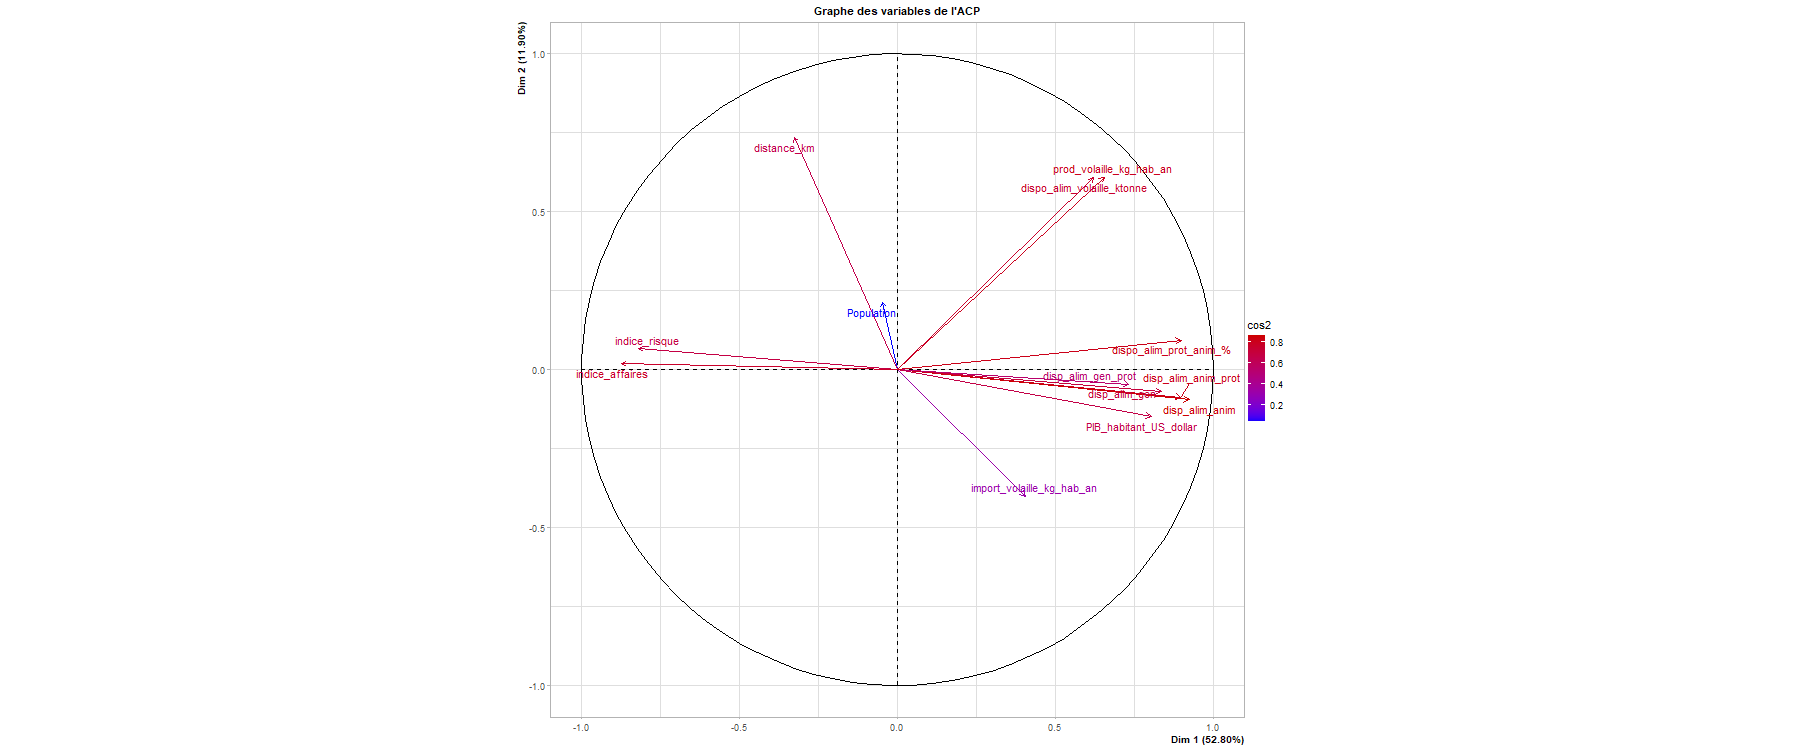 Graphe des variables de l'ACP
Dim 2 (11.90%)
1.0
0.5
0.0
-0.5
-1.0
distance_km
prod_volaille_kg_hab_an
dispo_alim_volaille_ktonne
Population
indice_risque
indice_affaires
dispo_alim_prot_anim_%
disp_alim_gen_prot
disp_alim_anim_prot
disp_alim_gen
disp_alim_anim
PIB_habitant_US_dollar
import_volaille_kg_hab_an
cos2
0.8
0.6
0.4
0.2
-1.0
-0.5
0.0
0.5
1.0
Dim 1 (52.80%)